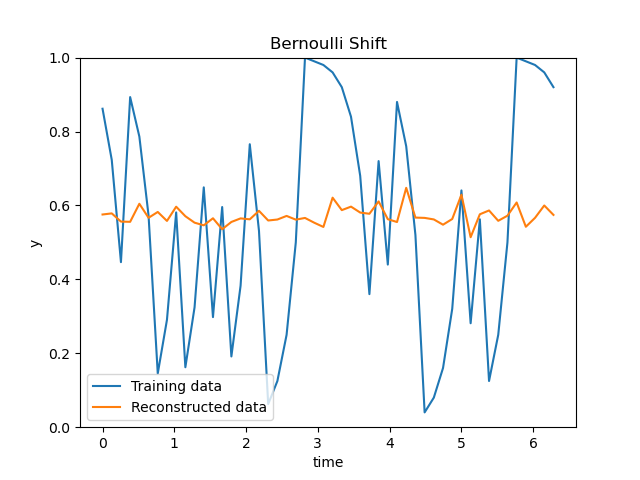 Bernoulli Shift
1.0
0.8
0.6
0.4
0.2
0.0
y
Training data
Reconstructed data
0 1 2 3 4 5 6
time